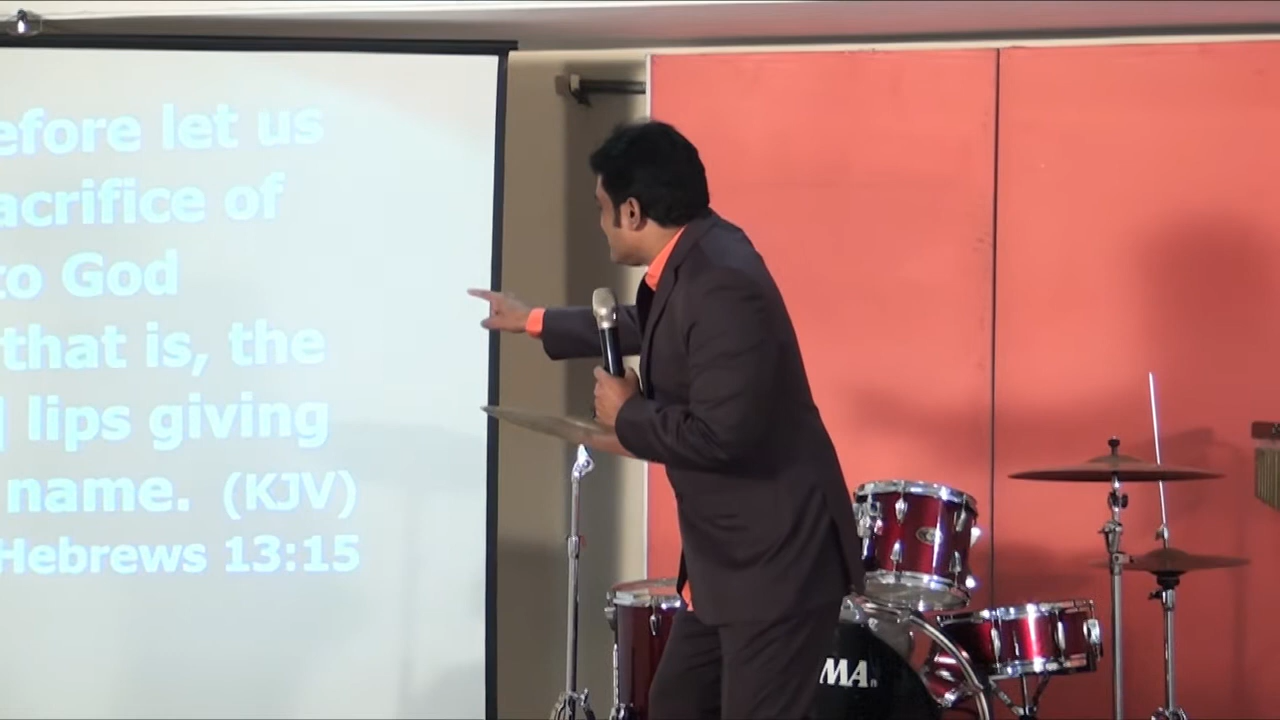 efore let us
acrifice of
to God
that is, the
lips giving
name. (KJV)
Hebrews 13:15
MA